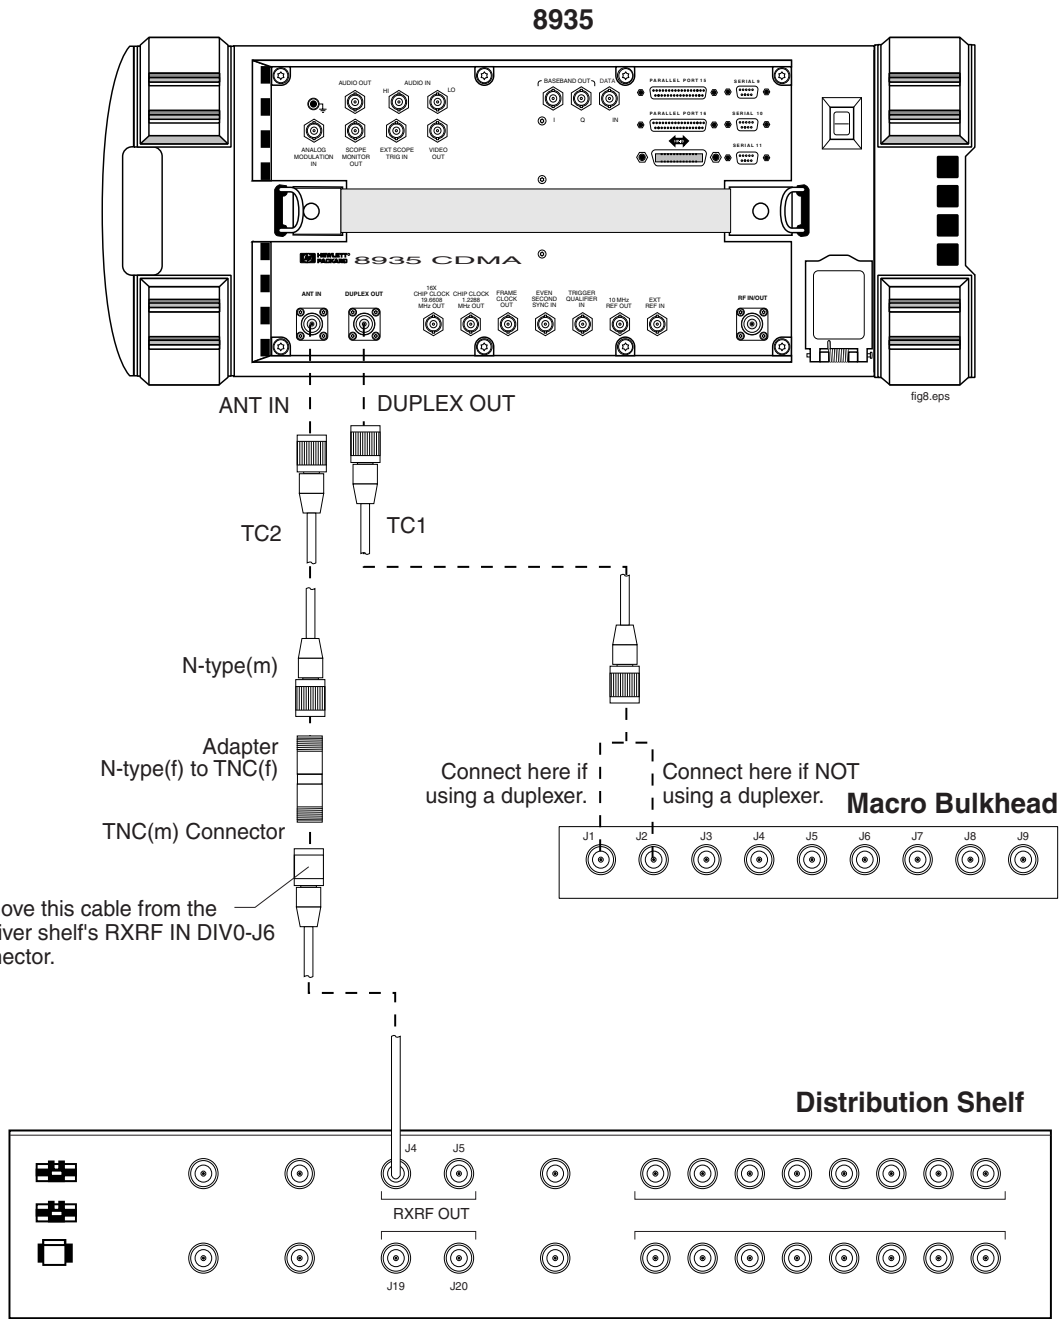 8935
AUDIO OUT
AUDIO IN
HI
LO
BASEBAND OUT
DATA
I
Q
IN
PARALLEL PORT 15
SERIAL 9
PARALLEL PORT 16
SERIAL 10
SERIAL 11
ANALOG
MODULATION
IN
SCOPE
MONITOR
OUT
EXT SCOPE
TRIG IN
VIDEO
OUT
HEWLETT
PACKARD
8935 CDMA
ANT IN
DUPLEX OUT
16X
CHIP CLOCK
19.6608
MHz OUT
CHIP CLOCK
1.2288
MHz OUT
FRAME
CLOCK
OUT
EVEN
SECOND
SYNC IN
TRIGGER
QUALIFIER
IN
10 MHz
REF OUT
EXT
REF IN
RF IN/OUT
fig8.eps
ANT IN
DUPLEX OUT
TC2
TC1
N-type(m)
Adapter
N-type(f) to TNC(f)
TNC(m) Connector
Connect here if
using a duplexer.
Connect here if NOT
using a duplexer.
Macro Bulkhead
J1
J2
J3
J4
J5
J6
J7
J8
J9
ove this cable from the
iver shelf's RXRF IN DIV0-J6
nector.
Distribution Shelf
J4
J5
RXRF OUT
J19
J20